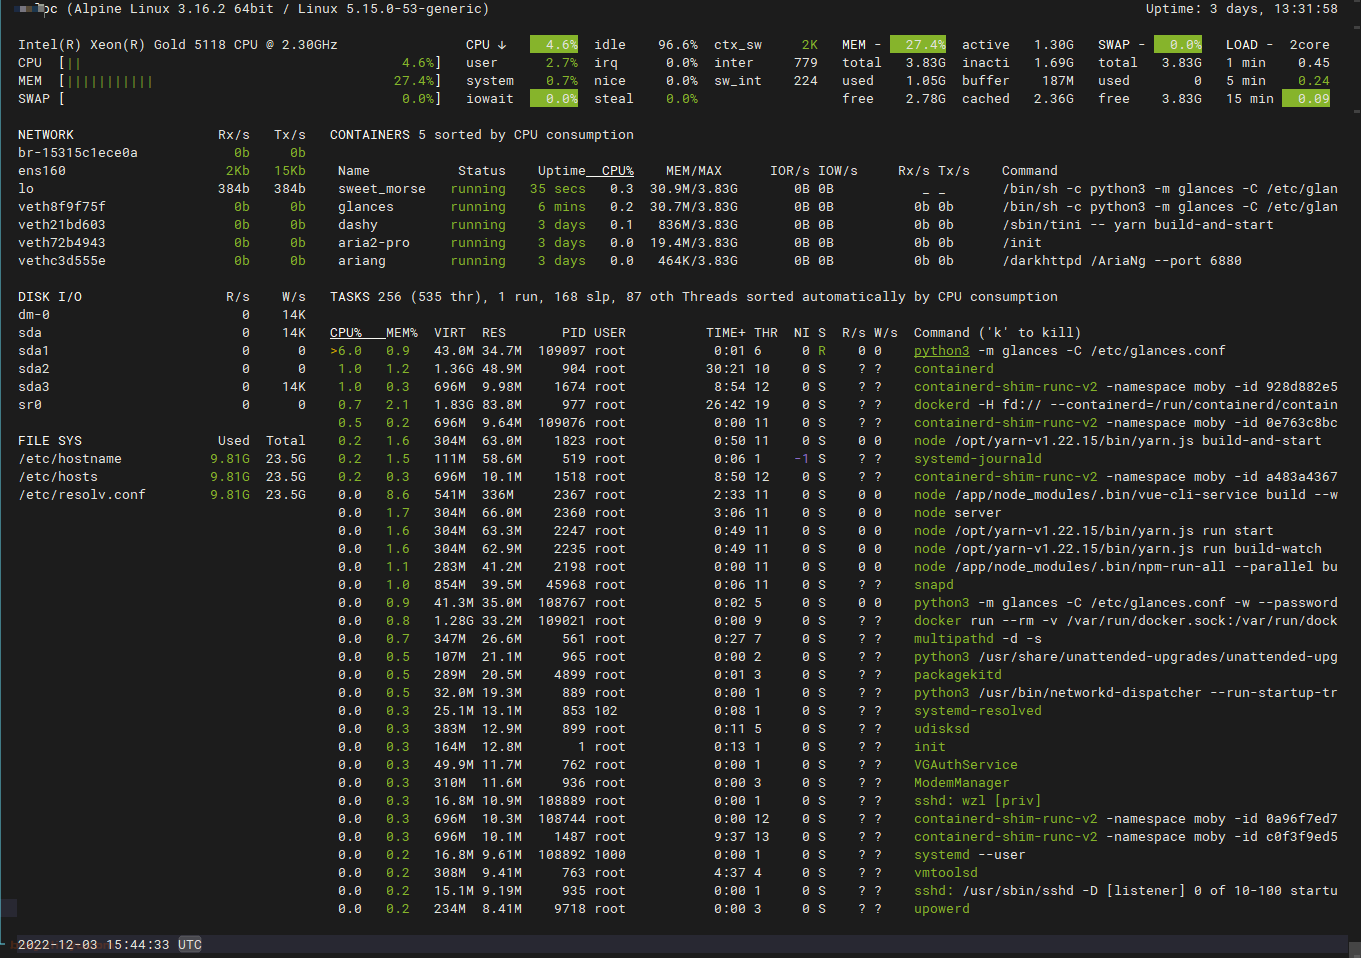 pc (Alpine Linux 3.16.2 64bit / Linux 5.15.0-53-generic) Uptime: 3 days, 13:31:58
Intel(R) Xeon(R) Gold 5118 CPU @ 2.30GHz CPU ↓ 4.6% idle 96.6% ctx_sw 2K MEM - 27.4% active 1.30G SWAP - 0.0% LOAD - 2core
CPU [|| 4.6%] user 2.7% irq 0.0% inter 779 total 3.83G inacti 1.69G total 3.83G 1 min 0.45
MEM [||||||||||| 27.4%] system 0.7% nice 0.0% sw_int 224 used 1.05G buffer 187M used 0 5 min 0.24
SWAP [ 0.0%] iowait 0.0% steal 0.0% free 2.78G cached 2.36G free 3.83G 15 min 0.09
NETWORK Rx/s Tx/s CONTAINERS 5 sorted by CPU consumption
br-15315c1ece0a 0b 0b
ens160 2Kb 15Kb Name Status Uptime CPU% MEM/MAX IOR/s IOW/s Rx/s Tx/s Command
lo 384b 384b sweet_morse running 35 secs 0.3 30.9M/3.83G 0B 0B _ _ /bin/sh -c python3 -m glances -C /etc/glan
veth8f9f75f 0b 0b glances running 6 mins 0.2 30.7M/3.83G 0B 0B 0b 0b /bin/sh -c python3 -m glances -C /etc/glan
veth21bd603 0b 0b dashy running 3 days 0.1 836M/3.83G 0B 0B 0b 0b /sbin/tini -- yarn build-and-start
veth72b4943 0b 0b aria2-pro running 3 days 0.0 19.4M/3.83G 0B 0B 0b 0b /init
vethc3d555e 0b 0b ariang running 3 days 0.0 464K/3.83G 0B 0B 0b 0b /darkhttpd /AriaNg --port 6880
DISK I/O R/s W/s TASKS 256 (535 thr), 1 run, 168 slp, 87 oth Threads sorted automatically by CPU consumption
dm-0 0 14K
sda 0 14K CPU% MEM% VIRT RES PID USER TIME+ THR NI S R/s W/s Command ('k' to kill)
sda1 0 0 >6.0 0.9 43.0M 34.7M 109097 root 0:01 6 0 R 0 0 python3 -m glances -C /etc/glances.conf
sda2 0 0 1.0 1.2 1.36G 48.9M 904 root 30:21 10 0 S ? ? containerd
sda3 0 14K 1.0 0.3 696M 9.98M 1674 root 8:54 12 0 S ? ? containerd-shim-runc-v2 -namespace moby -id 928d882e5
sr0 0 0 0.7 2.1 1.83G 83.8M 977 root 26:42 19 0 S ? ? dockerd -H fd:// --containerd=/run/containerd/contain
0.5 0.2 696M 9.64M 109076 root 0:00 11 0 S ? ? containerd-shim-runc-v2 -namespace moby -id 0e763c8bc
FILE SYS Used Total 0.2 1.6 304M 63.0M 1823 root 0:50 11 0 S 0 0 node /opt/yarn-v1.22.15/bin/yarn.js build-and-start
/etc/hostname 9.81G 23.5G 0.2 1.5 111M 58.6M 519 root 0:06 1 -1 S ? ? systemd-journald
/etc/hosts 9.81G 23.5G 0.2 0.3 696M 10.1M 1518 root 8:50 12 0 S ? ? containerd-shim-runc-v2 -namespace moby -id a483a4367
/etc/resolv.conf 9.81G 23.5G 0.0 8.6 541M 336M 2367 root 2:33 11 0 S 0 0 node /app/node_modules/.bin/vue-cli-service build --w
0.0 1.7 304M 66.0M 2360 root 3:06 11 0 S 0 0 node server
0.0 1.6 304M 63.3M 2247 root 0:49 11 0 S 0 0 node /opt/yarn-v1.22.15/bin/yarn.js run start
0.0 1.6 304M 62.9M 2235 root 0:49 11 0 S 0 0 node /opt/yarn-v1.22.15/bin/yarn.js run build-watch
0.0 1.1 283M 41.2M 2198 root 0:00 11 0 S 0 0 node /app/node_modules/.bin/npm-run-all --parallel bu
0.0 1.0 854M 39.5M 45968 root 0:06 11 0 S ? ? snapd
0.0 0.9 41.3M 35.0M 108767 root 0:02 5 0 S 0 0 python3 -m glances -C /etc/glances.conf -w --password
0.0 0.8 1.28G 33.2M 109021 root 0:00 9 0 S ? ? docker run --rm -v /var/run/docker.sock:/var/run/dock
0.0 0.7 347M 26.6M 561 root 0:27 7 0 S ? ? multipathd -d -s
0.0 0.5 107M 21.1M 965 root 0:00 2 0 S ? ? python3 /usr/share/unattended-upgrades/unattended-upg
0.0 0.5 289M 20.5M 4899 root 0:01 3 0 S ? ? packagekitd
0.0 0.5 32.0M 19.3M 889 root 0:00 1 0 S ? ? python3 /usr/bin/networkd-dispatcher --run-startup-tr
0.0 0.3 25.1M 13.1M 853 102 0:08 1 0 S ? ? systemd-resolved
0.0 0.3 383M 12.9M 899 root 0:11 5 0 S ? ? udisksd
0.0 0.3 164M 12.8M 1 root 0:13 1 0 S ? ? init
0.0 0.3 49.9M 11.7M 762 root 0:00 1 0 S ? ? VGAuthService
0.0 0.3 310M 11.6M 936 root 0:00 3 0 S ? ? ModemManager
0.0 0.3 16.8M 10.9M 108889 root 0:00 1 0 S ? ? sshd: wzl [priv]
0.0 0.3 696M 10.3M 108744 root 0:00 12 0 S ? ? containerd-shim-runc-v2 -namespace moby -id 0a96f7ed7
0.0 0.3 696M 10.1M 1487 root 9:37 13 0 S ? ? containerd-shim-runc-v2 -namespace moby -id c0f3f9ed5
0.0 0.2 16.8M 9.61M 108892 1000 0:00 1 0 S ? ? systemd --user
0.0 0.2 308M 9.41M 763 root 4:37 4 0 S ? ? vmtoolsd
0.0 0.2 15.1M 9.19M 935 root 0:00 1 0 S ? ? sshd: /usr/sbin/sshd -D [listener] 0 of 10-100 startu
0.0 0.2 234M 8.41M 9718 root 0:00 3 0 S ? ? upowerd
2022-12-03 15:44:33 UTC